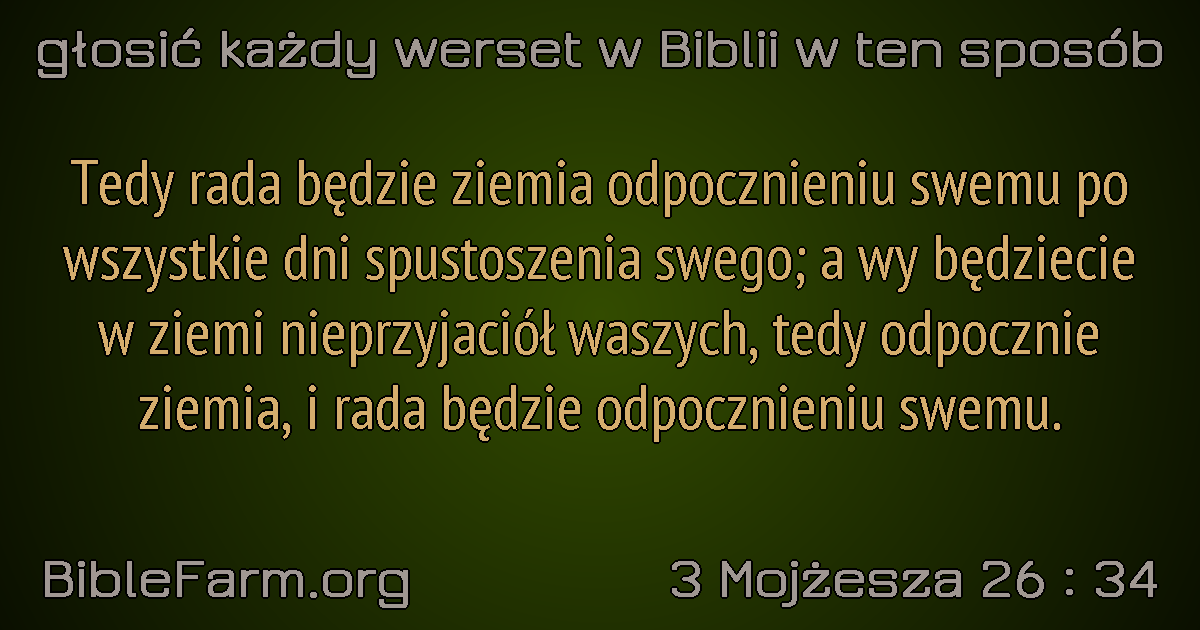 głosić każdy werset w Biblii w ten sposób
Tedy rada będzie ziemia odpocznieniu swemu po
wszystkie dni spustoszenia swego; a wy będziecie
w ziemi nieprzyjaciół waszych, tedy odpocznie
ziemia, i rada będzie odpocznieniu swemu.
BibleFarm.org
3 Mojżesza 26 : 34